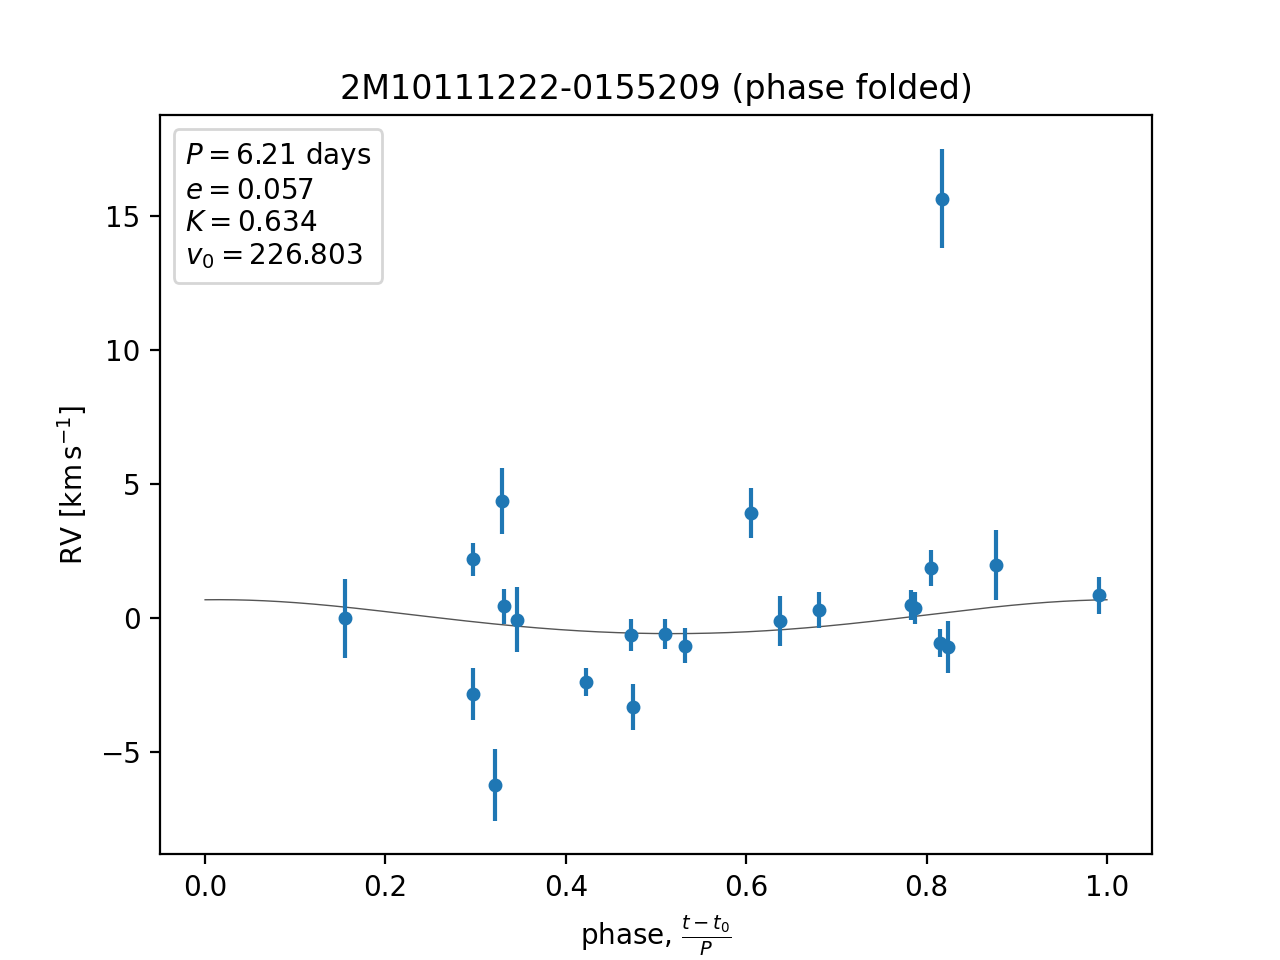 2M10111222-0155209 (phase folded)
P = 6.21 days
e = 0.057
K = 0.634
v₀ = 226.803
15
10
5
0
−5
RV [km s⁻¹]
0.0 0.2 0.4 0.6 0.8 1.0
phase, (t − t₀)/P